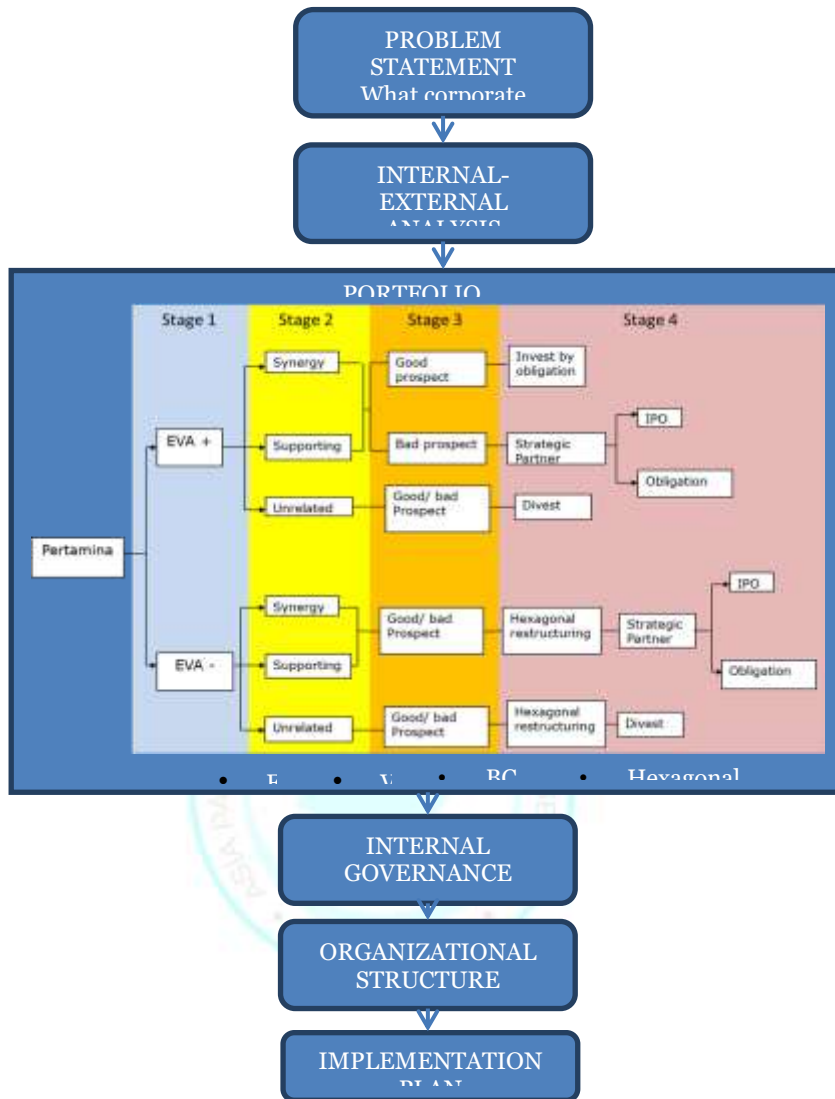 PROBLEM
STATEMENT
What corporate
INTERNAL-
EXTERNAL
ANALYSIS
PORTFOLIO
Stage 1
Stage 2
Stage 3
Stage 4
Synergy
Good
prospect
Invest by
obligation
IPO
EVA +
Supporting
Bad prospect
Strategic
Partner
Obligation
Unrelated
Good/ bad
Prospect
Divest
Pertamina
Synergy
IPO
Good/ bad
Prospect
Hexagonal
restructuring
Strategic
Partner
EVA -
Supporting
Obligation
Unrelated
Good/ bad
Prospect
Hexagonal
restructuring
Divest
• • • BC • Hexagonal
INTERNAL
GOVERNANCE
ORGANIZATIONAL
STRUCTURE
IMPLEMENTATION
PLAN